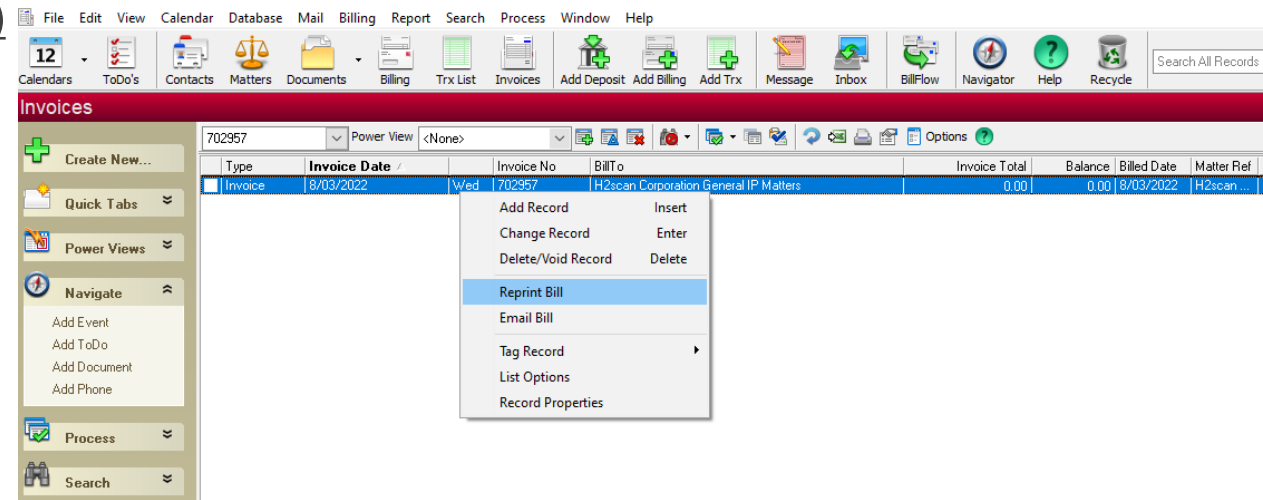 )
File Edit View Calendar Database Mail Billing Report Search Process Window Help
12
Calendars ToDo's Contacts Matters Documents Billing Trx List Invoices Add Deposit Add Billing Add Trx Message Inbox BillFlow Navigator Help Recycle Search All Records
Invoices
702957 Power View <None> Options
Create New...
Quick Tabs
Power Views
Navigate
Add Event
Add ToDo
Add Document
Add Phone
Process
Search
Type Invoice Date Invoice No BillTo Invoice Total Balance Billed Date Matter Ref
Invoice 8/03/2022 Wed 702957 H2scan Corporation General IP Matters 0.00 0.00 8/03/2022 H2scan ...
Add Record Insert
Change Record Enter
Delete/Void Record Delete
Reprint Bill
Email Bill
Tag Record
List Options
Record Properties